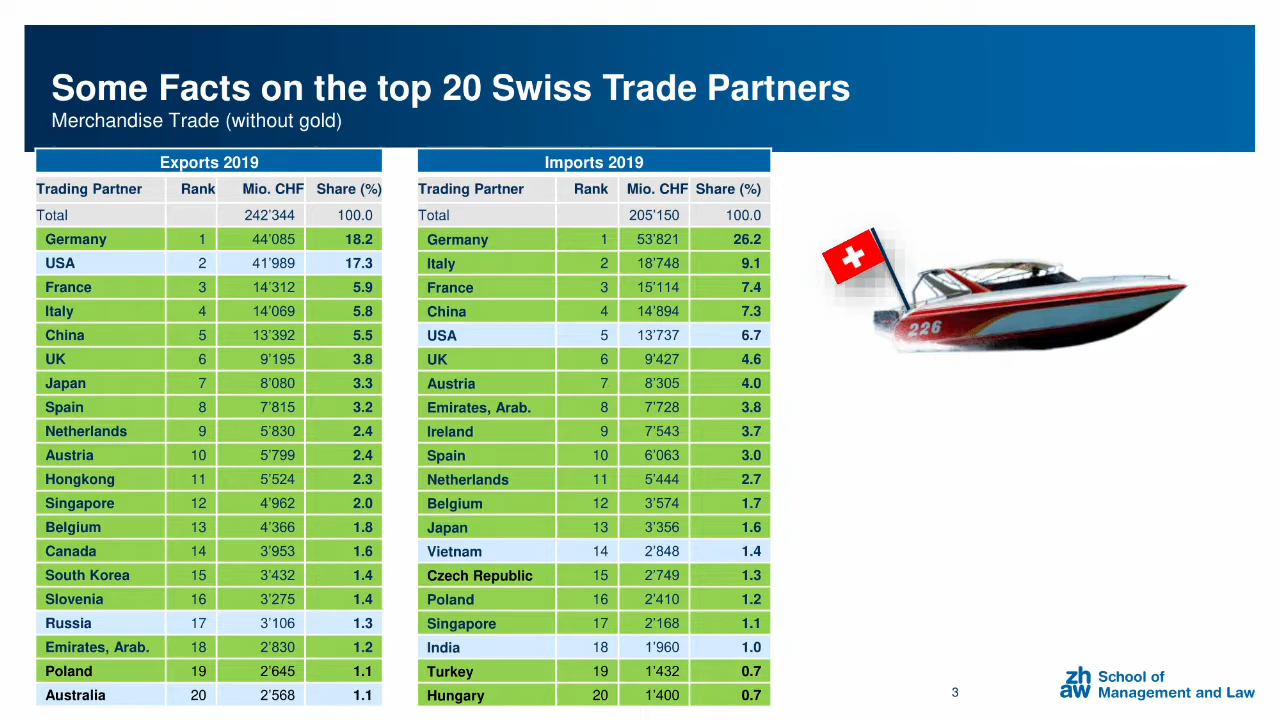 Some Facts on the top 20 Swiss Trade Partners
Merchandise Trade (without gold)
Exports 2019
Trading Partner Rank Mio. CHF Share (%)
Total 242’344 100.0
Germany 1 44’085 18.2
USA 2 41’989 17.3
France 3 14’312 5.9
Italy 4 14’069 5.8
China 5 13’392 5.5
UK 6 9’195 3.8
Japan 7 8’080 3.3
Spain 8 7’815 3.2
Netherlands 9 5’830 2.4
Austria 10 5’799 2.4
Hongkong 11 5’524 2.3
Singapore 12 4’962 2.0
Belgium 13 4’366 1.8
Canada 14 3’953 1.6
South Korea 15 3’432 1.4
Slovenia 16 3’275 1.4
Russia 17 3’106 1.3
Emirates, Arab. 18 2’830 1.2
Poland 19 2’645 1.1
Australia 20 2’568 1.1
Imports 2019
Trading Partner Rank Mio. CHF Share (%)
Total 205’150 100.0
Germany 1 53’821 26.2
Italy 2 18’748 9.1
France 3 15’114 7.4
China 4 14’894 7.3
USA 5 13’737 6.7
UK 6 9’427 4.6
Austria 7 8’305 4.0
Emirates, Arab. 8 7’728 3.8
Ireland 9 7’543 3.7
Spain 10 6’063 3.0
Netherlands 11 5’444 2.7
Belgium 12 3’574 1.7
Japan 13 3’356 1.6
Vietnam 14 2’848 1.4
Czech Republic 15 2’749 1.3
Poland 16 2’410 1.2
Singapore 17 2’168 1.1
India 18 1’960 1.0
Turkey 19 1’432 0.7
Hungary 20 1’400 0.7
226
3
zh
aw
School of
Management and Law